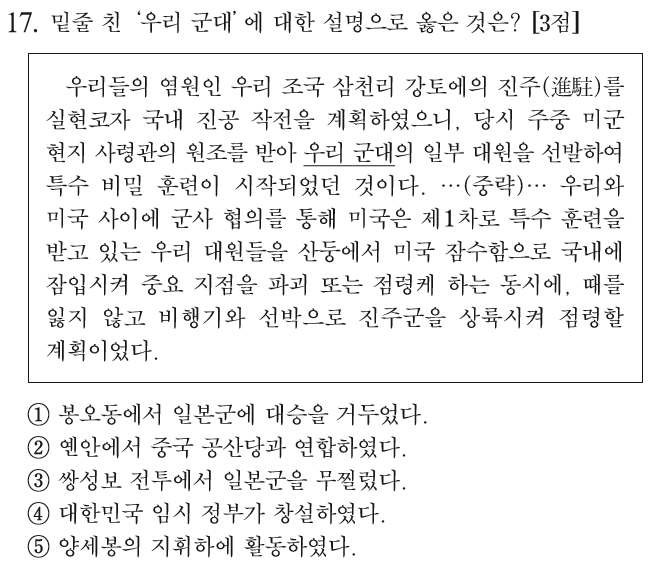 17. 밑줄 친 ‘우리 군대’에 대한 설명으로 옳은 것은? [3점]
우리들의 염원인 우리 조국 삼천리 강토에의 진주(進駐)를
실현코자 국내 진공 작전을 계획하였으니, 당시 주중 미군
현지 사령관의 원조를 받아 우리 군대의 일부 대원을 선발하여
특수 비밀 훈련이 시작되었던 것이다. …(중략)… 우리와
미국 사이에 군사 협의를 통해 미국은 제1차로 특수 훈련을
받고 있는 우리 대원들을 산둥에서 미국 잠수함으로 국내에
잠입시켜 중요 지점을 파괴 또는 점령케 하는 동시에, 때를
잃지 않고 비행기와 선박으로 진주군을 상륙시켜 점령할
계획이었다.
① 봉오동에서 일본군에 대승을 거두었다.
② 옌안에서 중국 공산당과 연합하였다.
③ 쌍성보 전투에서 일본군을 무찔렀다.
④ 대한민국 임시 정부가 창설하였다.
⑤ 양세봉의 지휘하에 활동하였다.